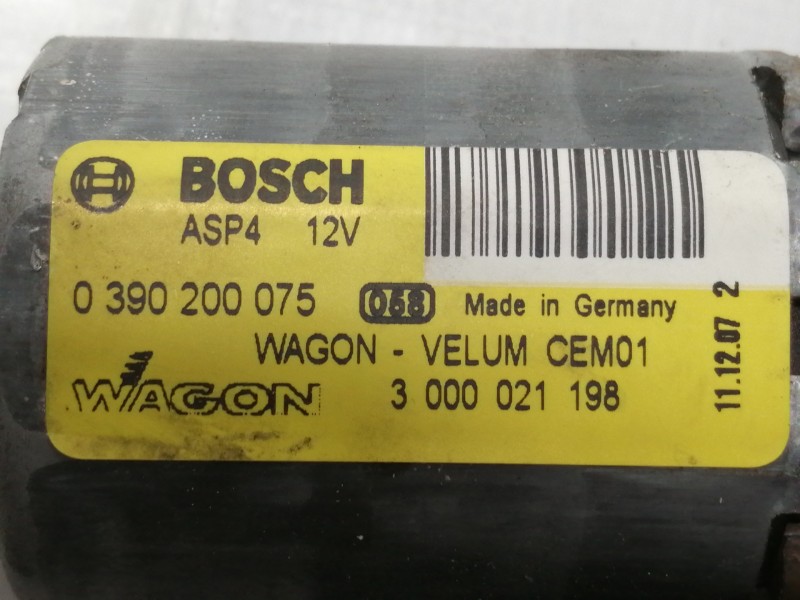 BOSCH
ASP4 12V
0 390 200 075 058 Made in Germany
WAGON - VELUM CEM01
WAGON 3 000 021 198
11.12.07 2